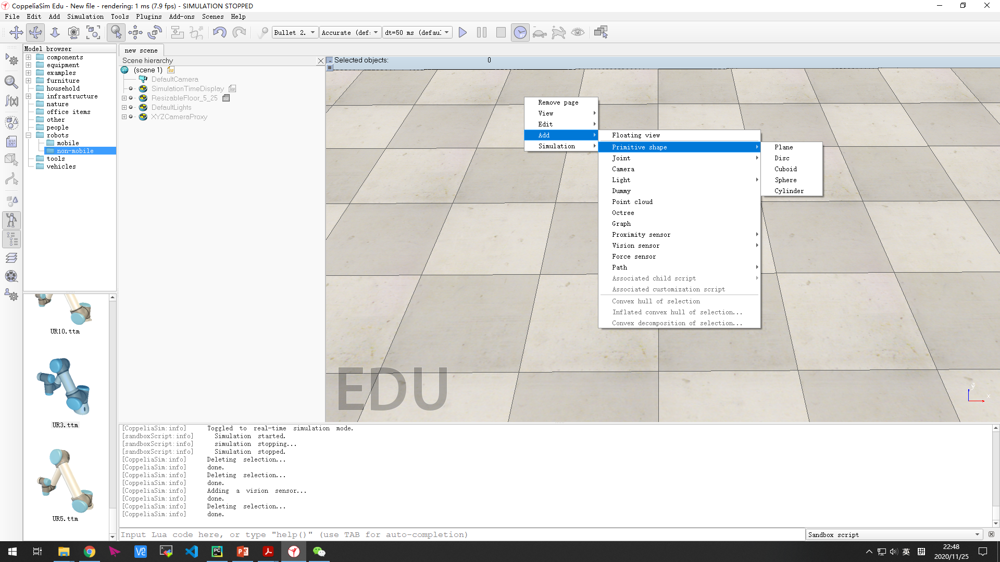 CoppeliaSim Edu - New file - rendering: 1 ms (7.9 fps) - SIMULATION STOPPED
File Edit Add Simulation Tools Plugins Add-ons Scenes Help
Bullet 2. Accurate (def: dt=50 ms (defau: RT
Model browser
components
equipment
examples
furniture
household
infrastructure
nature
office items
other
people
robots
mobile
non-mobile
tools
vehicles
UR10.ttm
UR3.ttm
UR5.ttm
new scene
Scene hierarchy
(scene 1)
DefaultCamera
SimulationTimeDisplay
ResizableFloor_5_25
DefaultLights
XYZCameraProxy
Selected objects: 0
Remove page
View
Edit
Add
Simulation
Floating view
Primitive shape
Joint
Camera
Light
Dummy
Point cloud
Octree
Graph
Proximity sensor
Vision sensor
Force sensor
Path
Associated child script
Associated customization script
Convex hull of selection
Inflated convex hull of selection...
Convex decomposition of selection...
Plane
Disc
Cuboid
Sphere
Cylinder
EDU
x
[CoppeliaSim:info] Toggled to real-time simulation mode.
[sandboxScript:info] Simulation started.
[sandboxScript:info] simulation stopping...
[sandboxScript:info] Simulation stopped.
[CoppeliaSim:info] Deleting selection...
[CoppeliaSim:info] done.
[CoppeliaSim:info] Deleting selection...
[CoppeliaSim:info] done.
[CoppeliaSim:info] Adding a vision sensor...
[CoppeliaSim:info] done.
[CoppeliaSim:info] Deleting selection...
[CoppeliaSim:info] done.
Input Lua code here, or type "help()" (use TAB for auto-completion)
Sandbox script
英
22:48
2020/11/25